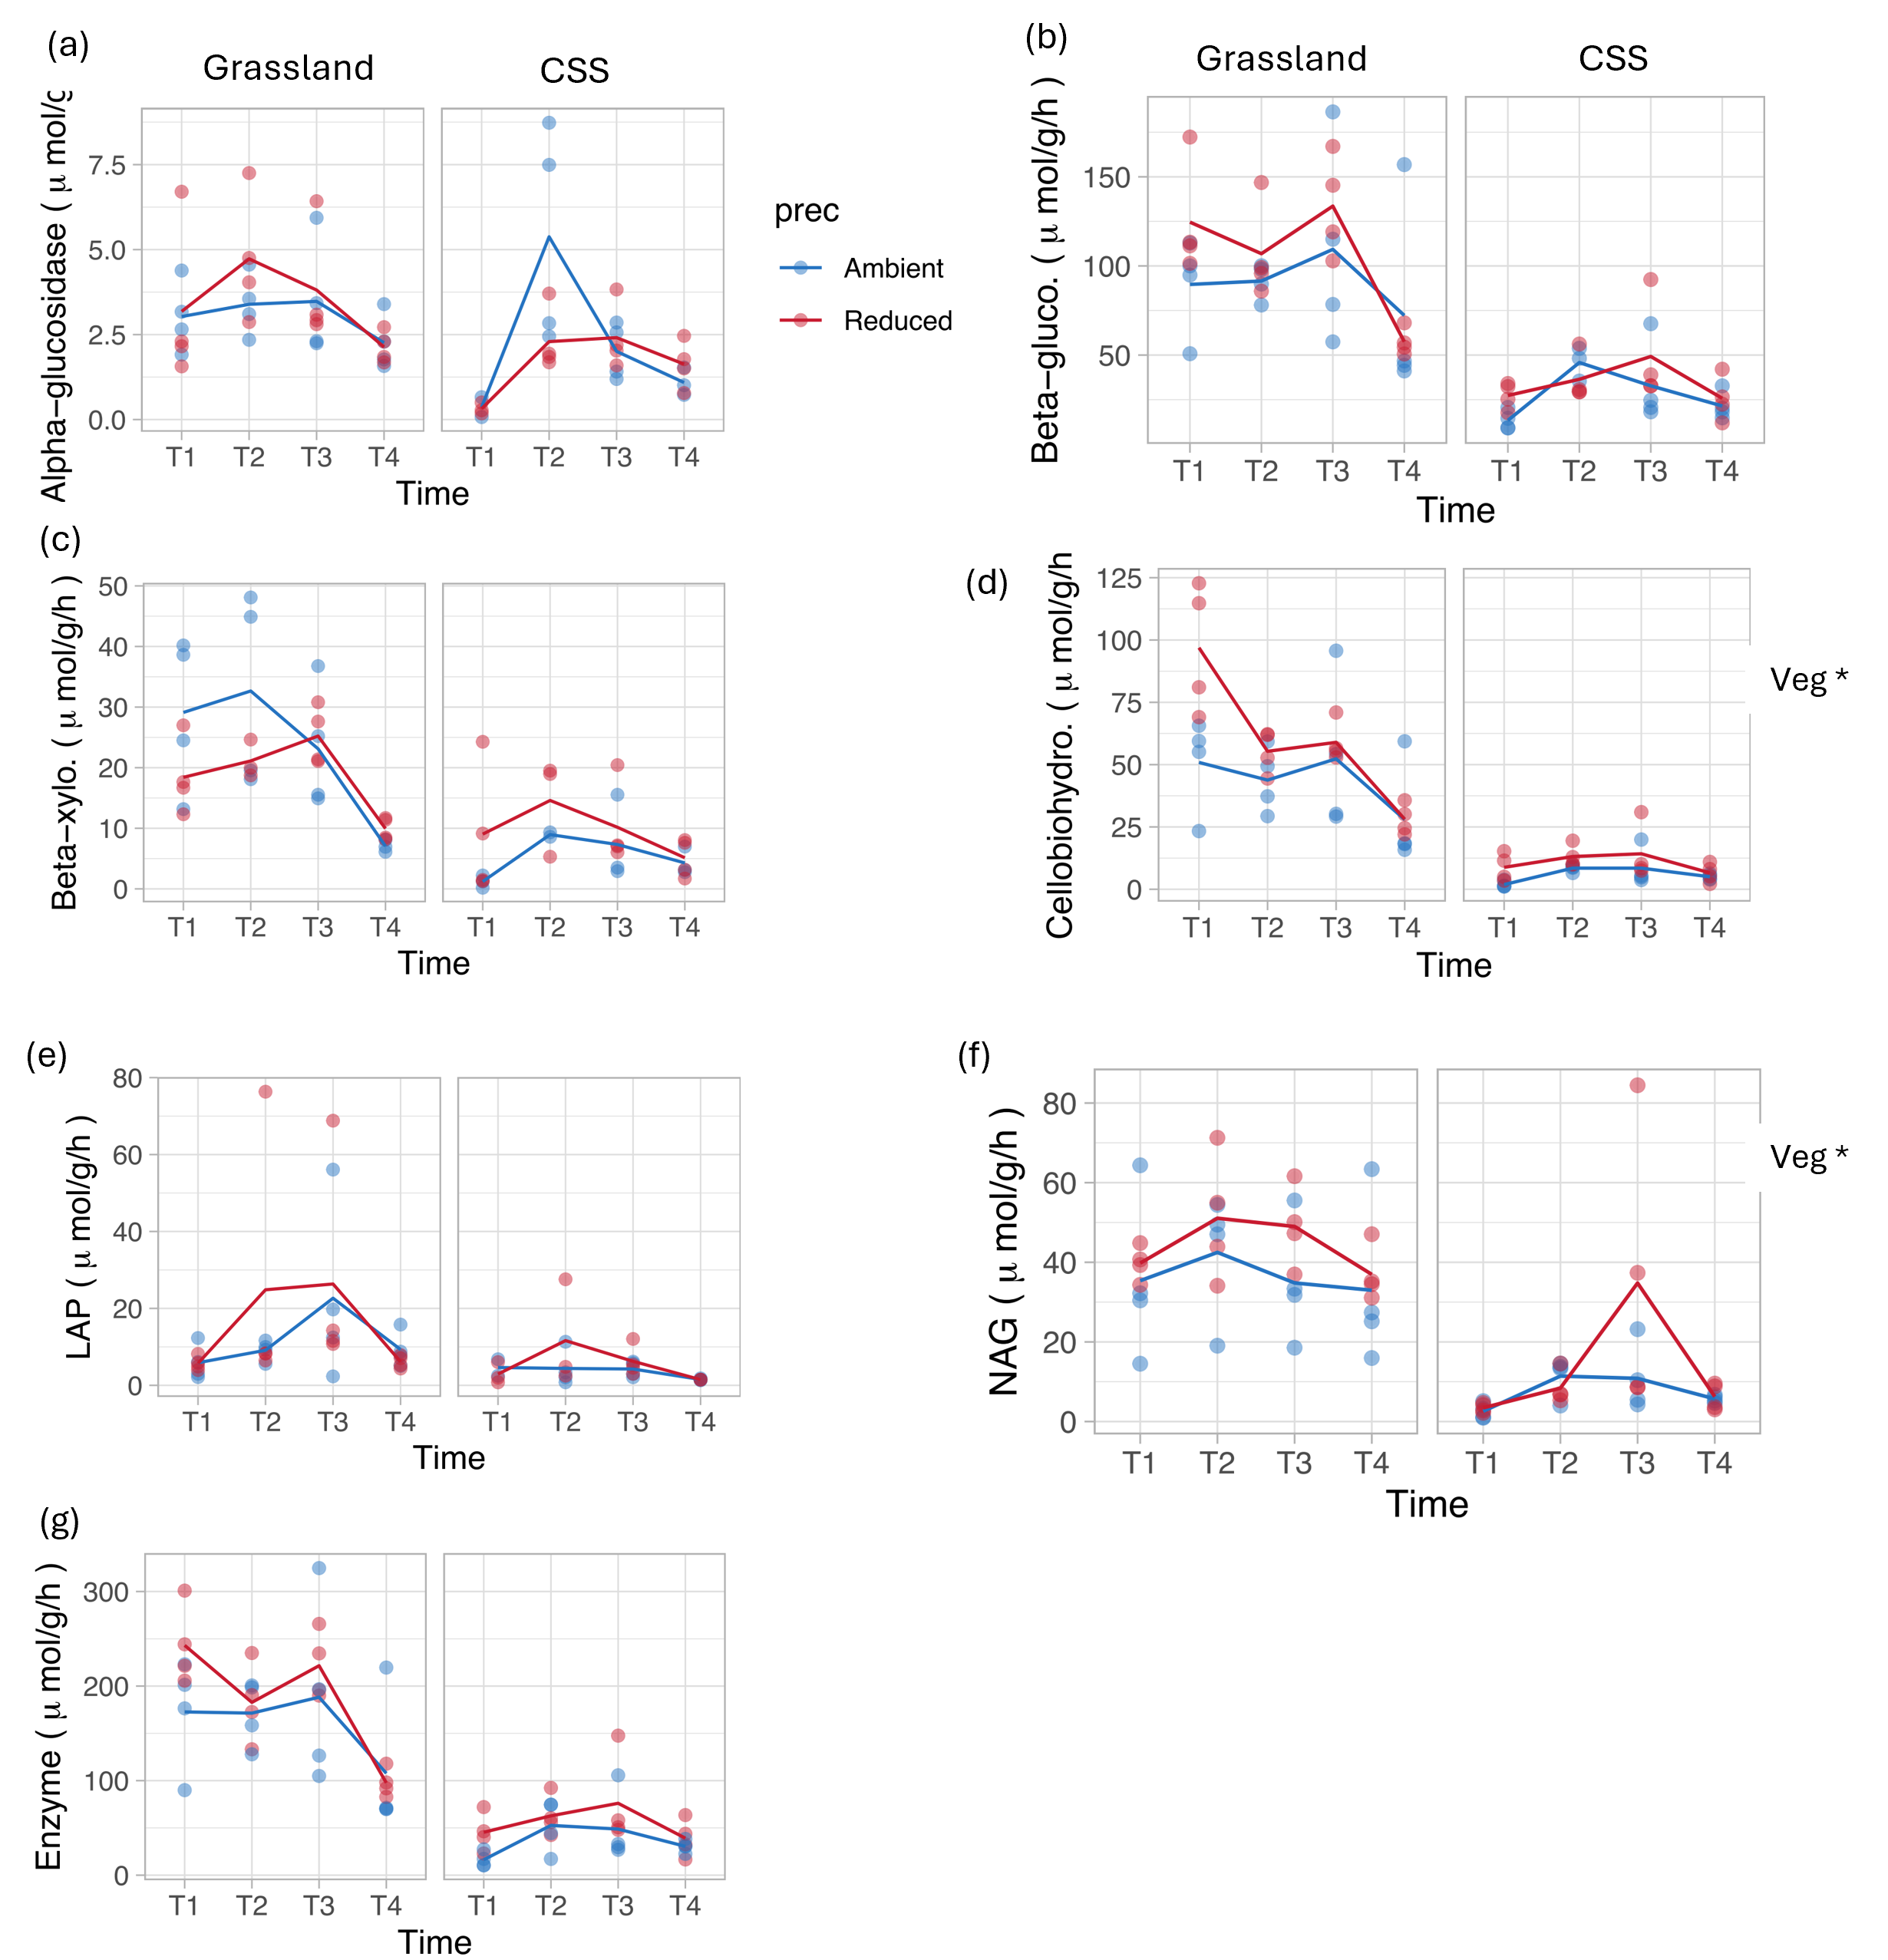 (a)
Grassland CSS
Alpha−glucosidase ( μ mol/g
7.5
5.0
2.5
0.0
T1 T2 T3 T4 T1 T2 T3 T4
Time
prec
Ambient
Reduced
(b)
Grassland CSS
Beta−gluco. ( μ mol/g/h )
150
100
50
T1 T2 T3 T4 T1 T2 T3 T4
Time
(c)
Beta−xylo. ( μ mol/g/h )
50
40
30
20
10
0
T1 T2 T3 T4 T1 T2 T3 T4
Time
(d)
Cellobiohydro. ( μ mol/g/h
125
100
75
50
25
0
T1 T2 T3 T4 T1 T2 T3 T4
Time
Veg *
(e)
LAP ( μ mol/g/h )
80
60
40
20
0
T1 T2 T3 T4 T1 T2 T3 T4
Time
(f)
NAG ( μ mol/g/h )
80
60
40
20
0
T1 T2 T3 T4 T1 T2 T3 T4
Time
Veg *
(g)
Enzyme ( μ mol/g/h )
300
200
100
0
T1 T2 T3 T4 T1 T2 T3 T4
Time